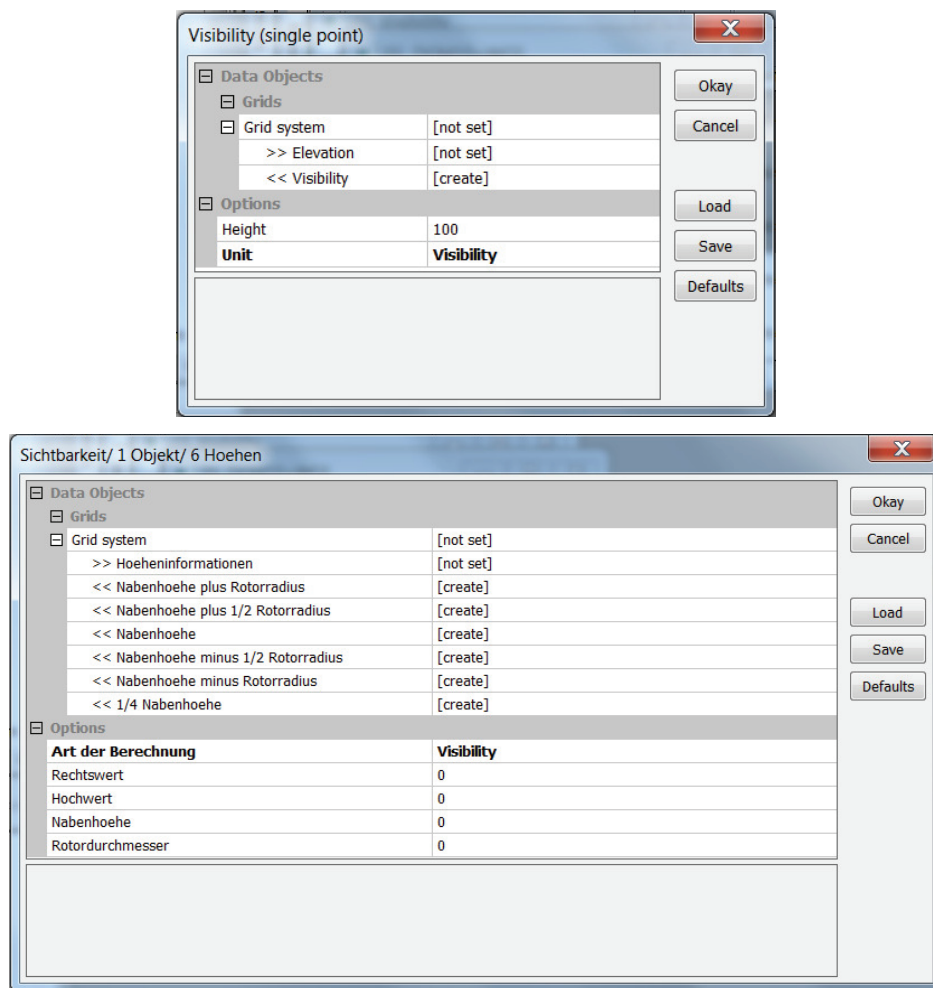 Visibility (single point)
Data Objects
Grids
Grid system [not set]
>> Elevation [not set]
<< Visibility [create]
Options
Height 100
Unit Visibility
Okay
Cancel
Load
Save
Defaults
Sichtbarkeit/ 1 Objekt/ 6 Hoehen
Data Objects
Grids
Grid system [not set]
>> Hoeheninformationen [not set]
<< Nabenhoehe plus Rotorradius [create]
<< Nabenhoehe plus 1/2 Rotorradius [create]
<< Nabenhoehe [create]
<< Nabenhoehe minus 1/2 Rotorradius [create]
<< Nabenhoehe minus Rotorradius [create]
<< 1/4 Nabenhoehe [create]
Options
Art der Berechnung Visibility
Rechtswert 0
Hochwert 0
Nabenhoehe 0
Rotordurchmesser 0
Okay
Cancel
Load
Save
Defaults